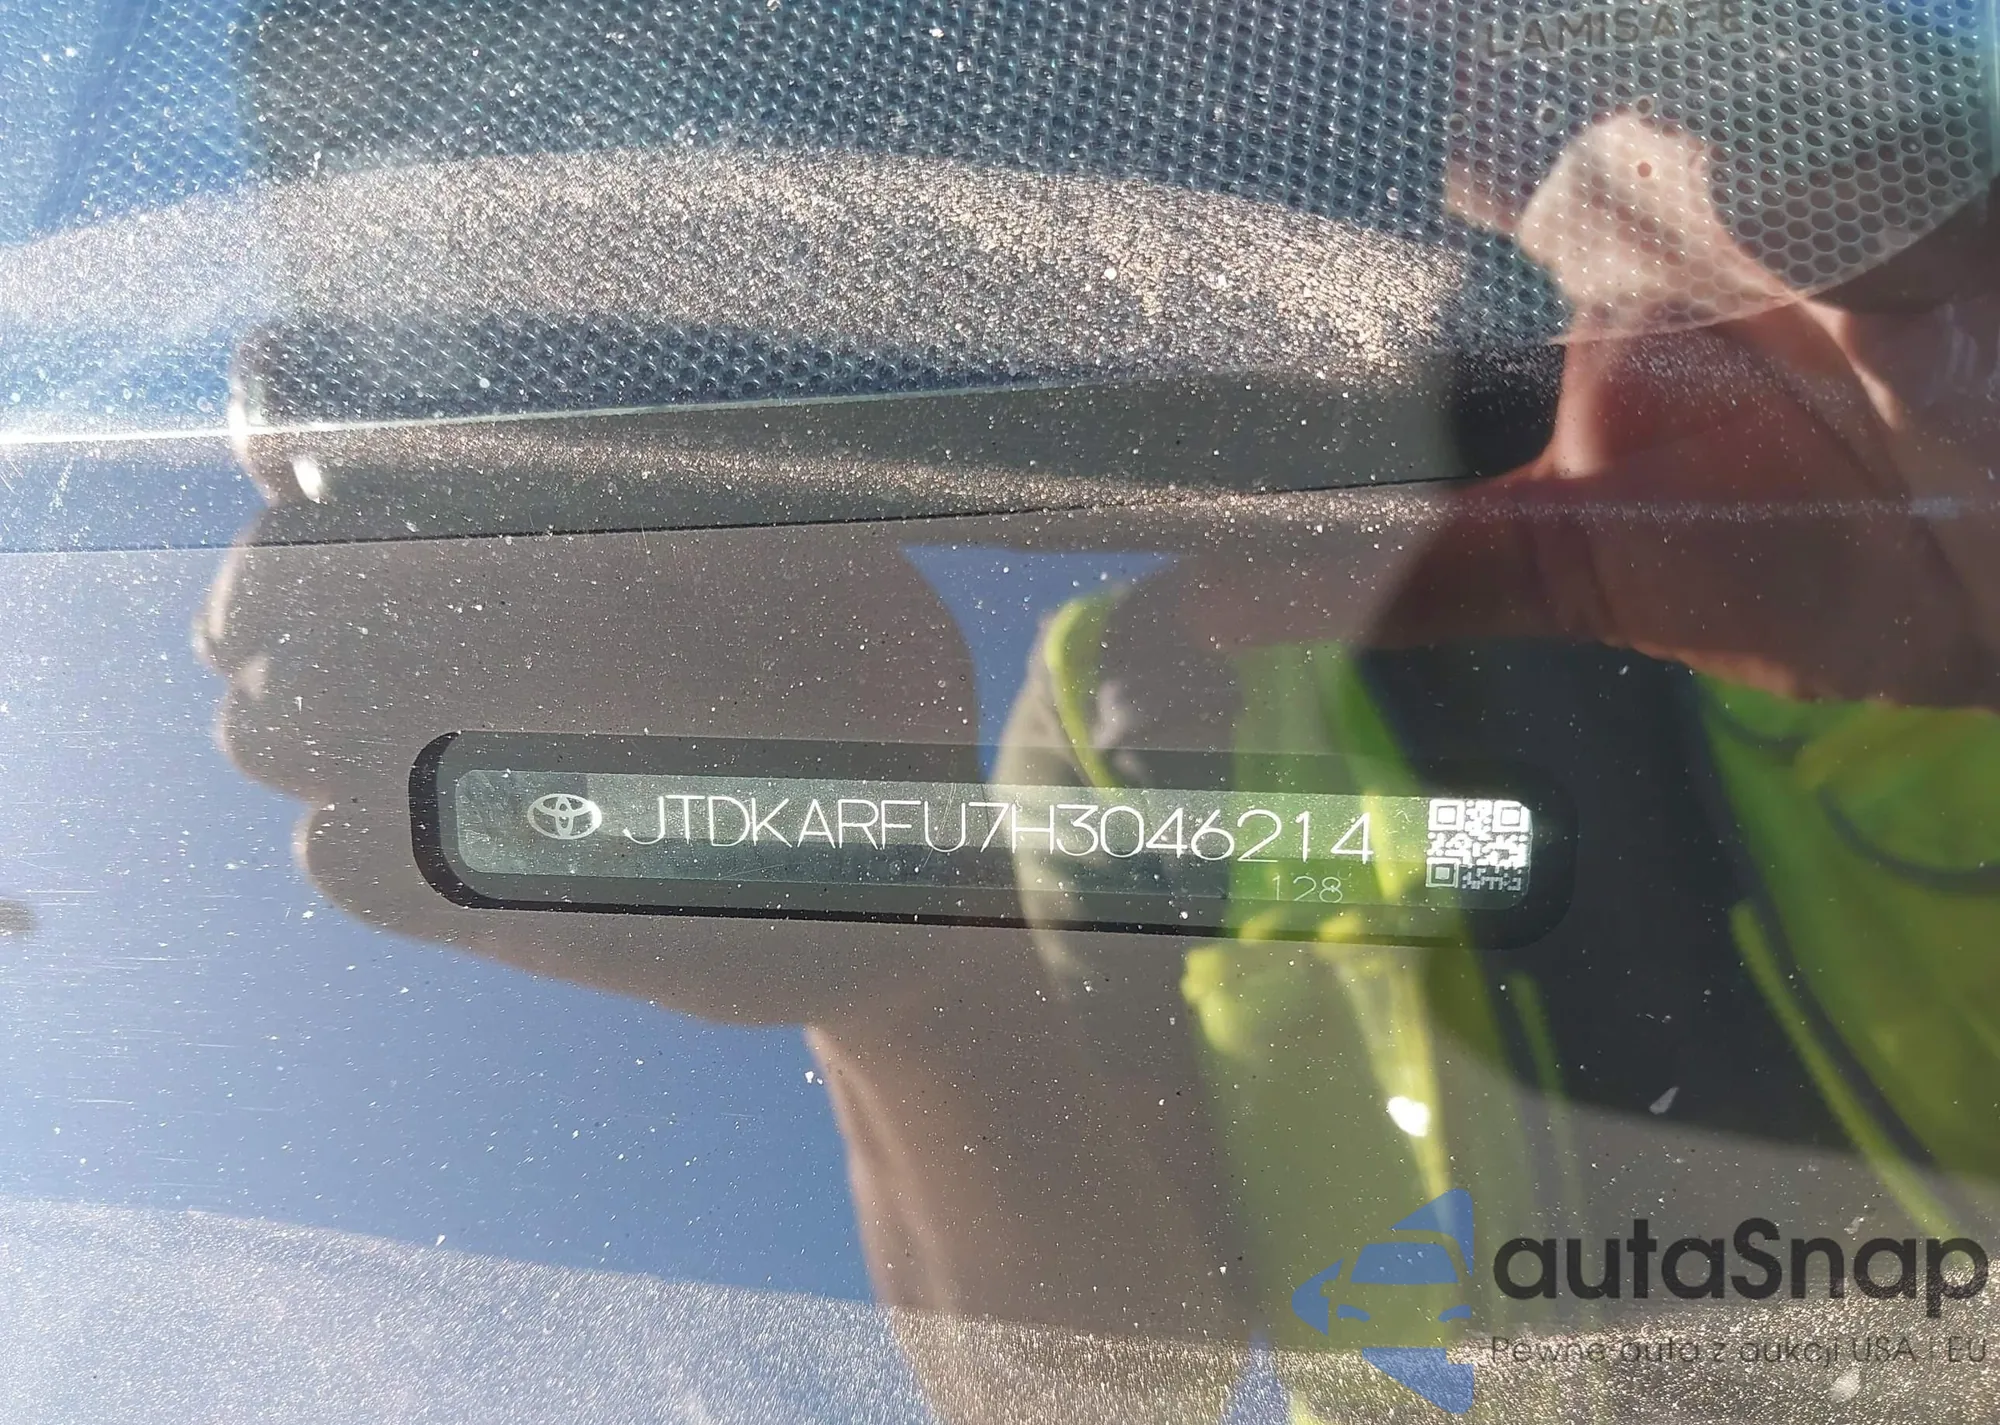 LAMISAFE
JTDKARFU7H3046214
128
autaSnap
Pewne auta z aukcji USA i EU